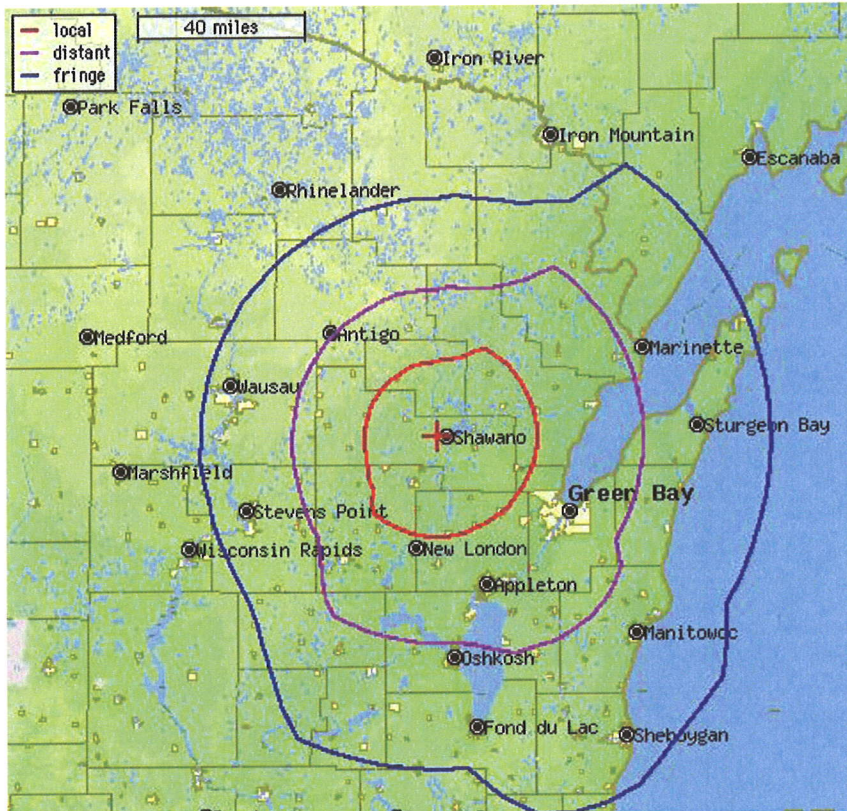 local
40 miles
distant
fringe
Iron River
Park Falls
Iron Mountain
Escanaba
Rhinelander
Antigo
Medford
Marinette
Wausau
Sturgeon Bay
Shawano
Marshfield
Green Bay
Stevens Point
Wisconsin Rapids
New London
Appleton
Manitowoc
Oshkosh
Fond du Lac
Sheboygan